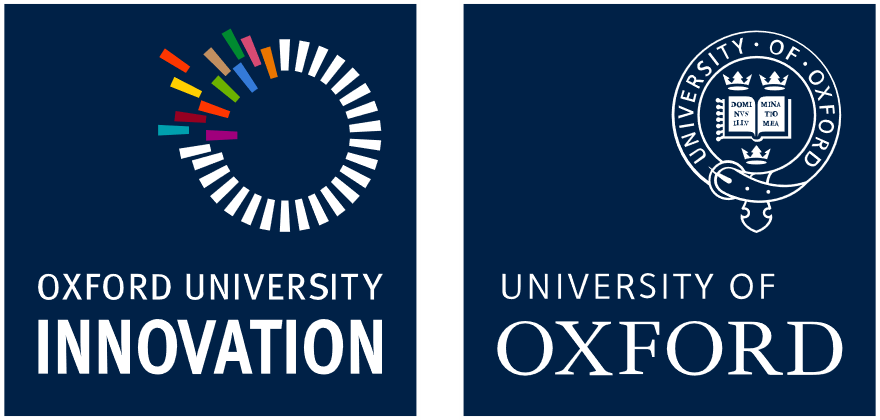 OXFORD UNIVERSITY
INNOVATION
UNIVERSITY · OF · OXFORD
DOMI
NVS
ILLV
MINA
TIO
MEA
UNIVERSITY OF
OXFORD